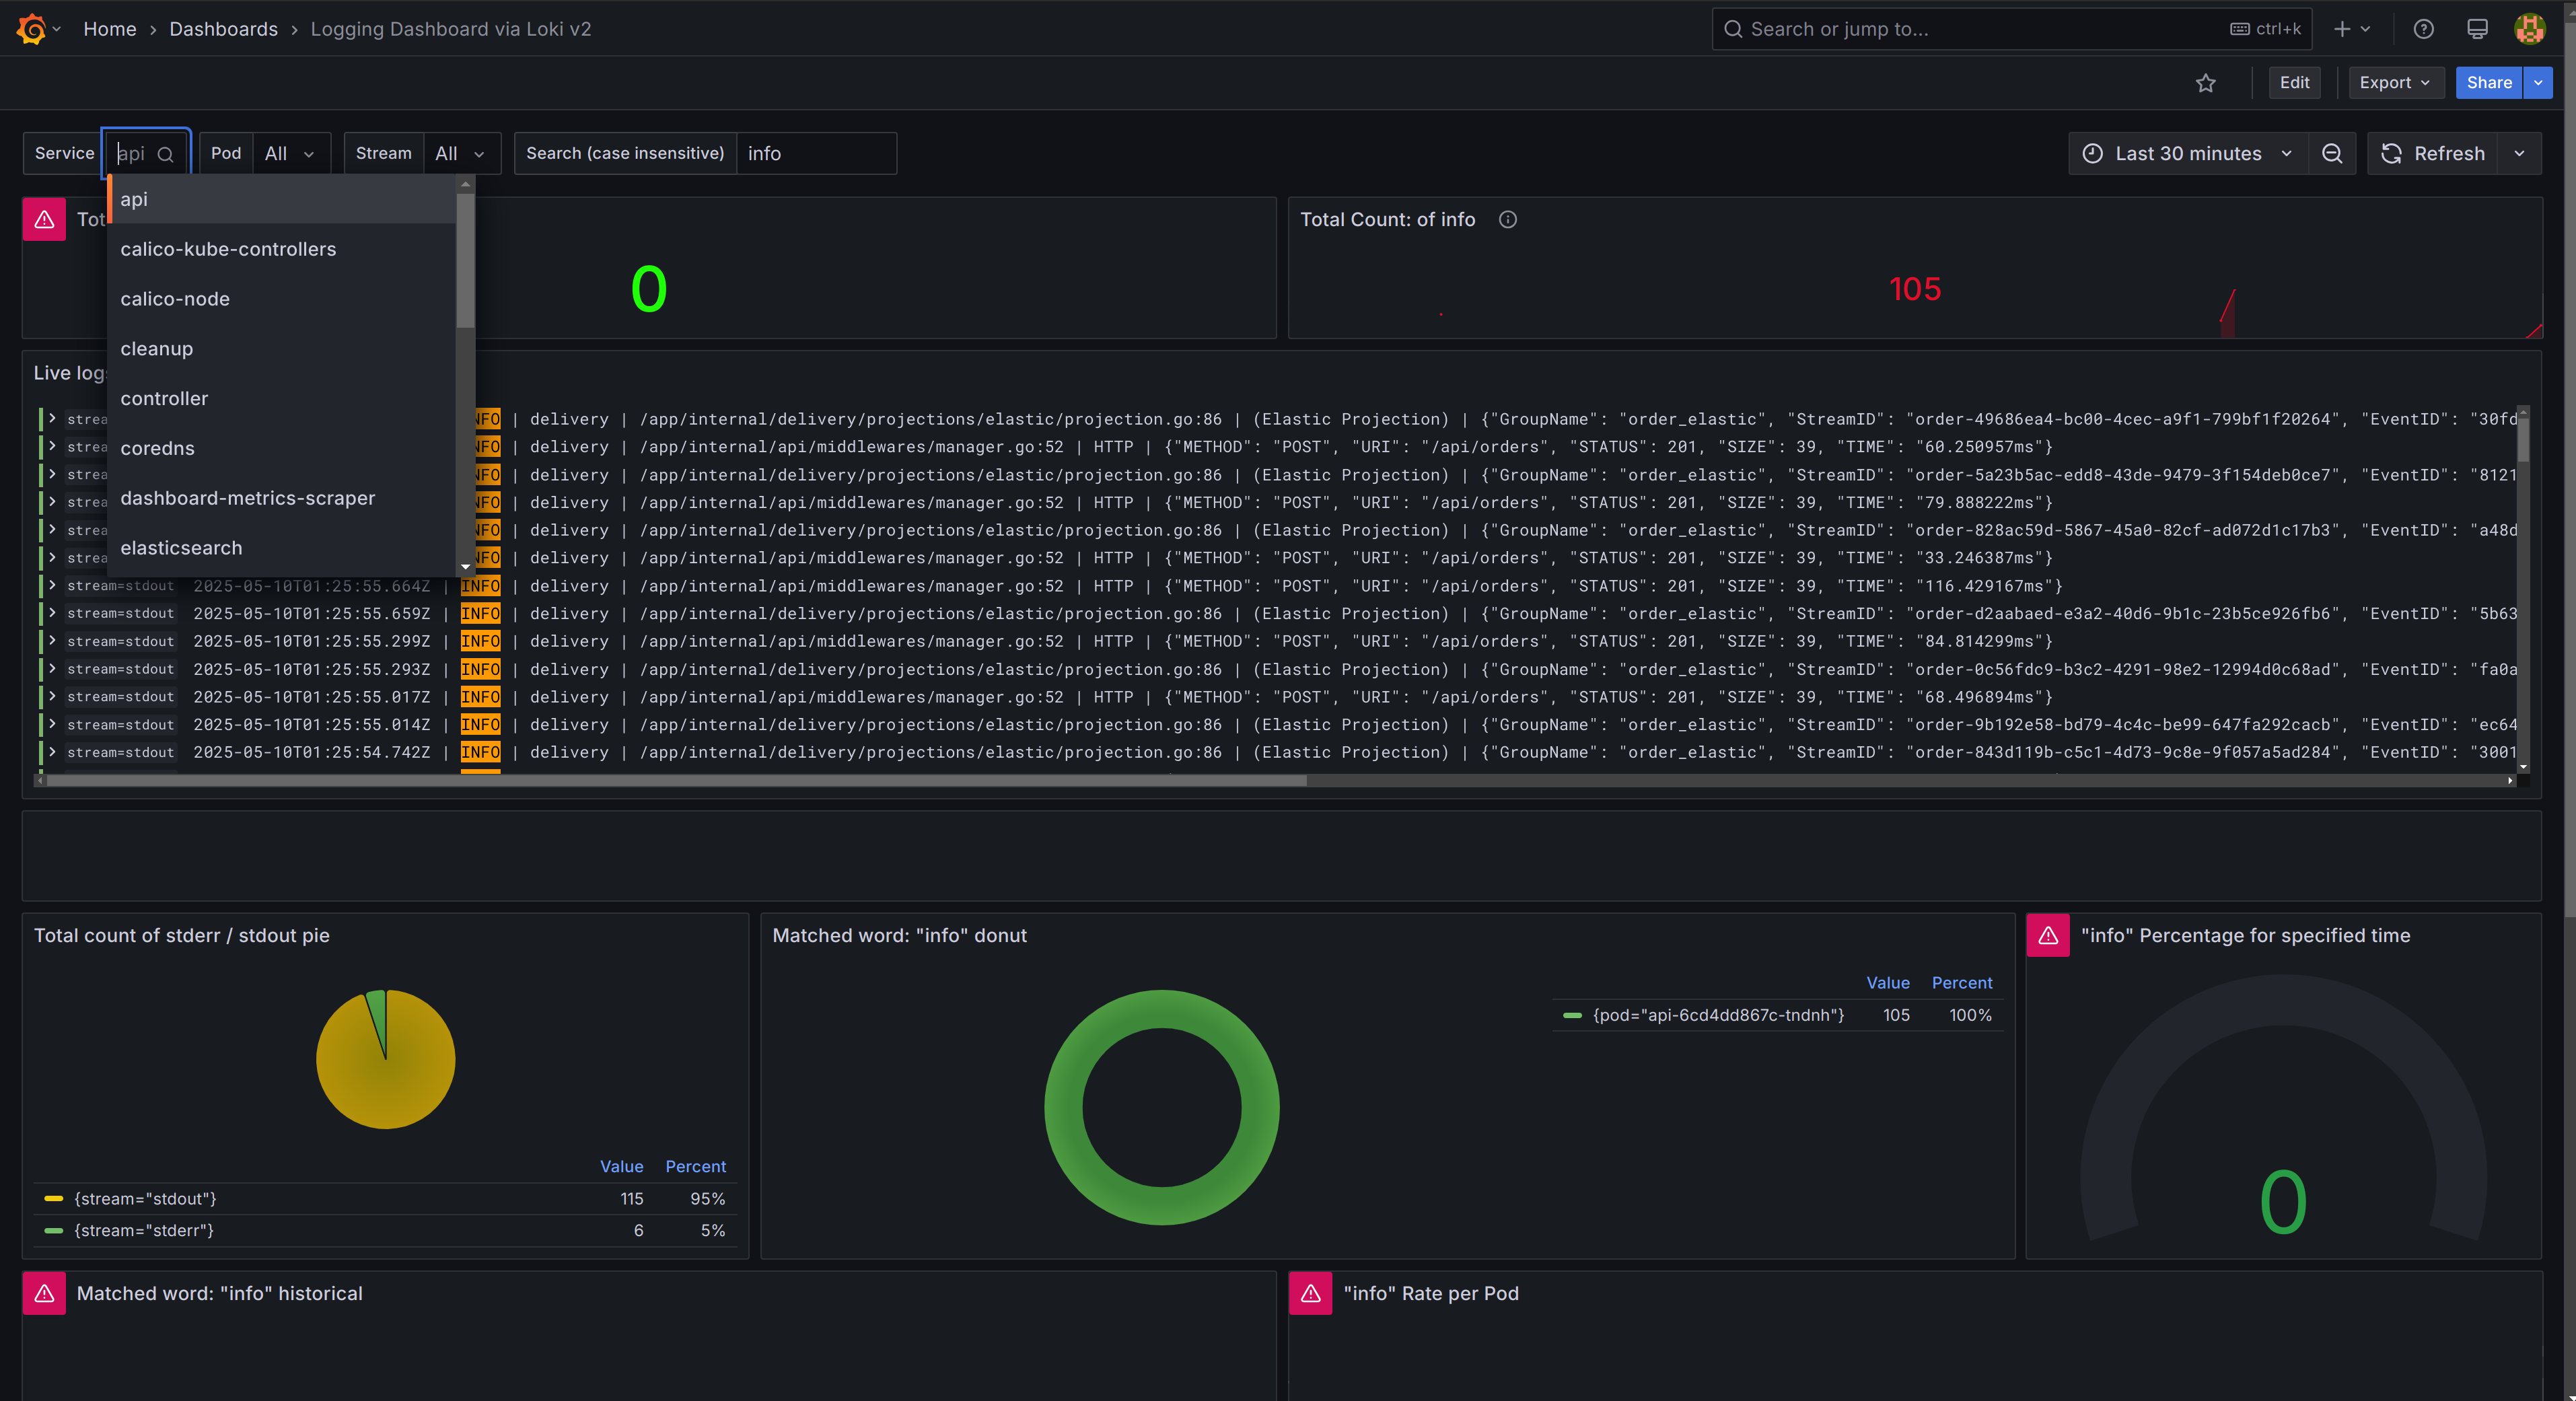 Home › Dashboards › Logging Dashboard via Loki v2
Search or jump to...
ctrl+k
Edit
Export
Share
Service
api
Pod
All
Stream
All
Search (case insensitive)
info
Last 30 minutes
Refresh
api
calico-kube-controllers
calico-node
cleanup
controller
coredns
dashboard-metrics-scraper
elasticsearch
Tot
0
Total Count: of info
105
Live log
strea NFO | delivery | /app/internal/delivery/projections/elastic/projection.go:86 | (Elastic Projection) | {"GroupName": "order_elastic", "StreamID": "order-49686ea4-bc00-4cec-a9f1-799bf1f20264", "EventID": "30fd
strea NFO | delivery | /app/internal/api/middlewares/manager.go:52 | HTTP | {"METHOD": "POST", "URI": "/api/orders", "STATUS": 201, "SIZE": 39, "TIME": "60.250957ms"}
strea NFO | delivery | /app/internal/delivery/projections/elastic/projection.go:86 | (Elastic Projection) | {"GroupName": "order_elastic", "StreamID": "order-5a23b5ac-edd8-43de-9479-3f154deb0ce7", "EventID": "8121
strea NFO | delivery | /app/internal/api/middlewares/manager.go:52 | HTTP | {"METHOD": "POST", "URI": "/api/orders", "STATUS": 201, "SIZE": 39, "TIME": "79.888222ms"}
strea NFO | delivery | /app/internal/delivery/projections/elastic/projection.go:86 | (Elastic Projection) | {"GroupName": "order_elastic", "StreamID": "order-828ac59d-5867-45a0-82cf-ad072d1c17b3", "EventID": "a48d
strea NFO | delivery | /app/internal/api/middlewares/manager.go:52 | HTTP | {"METHOD": "POST", "URI": "/api/orders", "STATUS": 201, "SIZE": 39, "TIME": "33.246387ms"}
stream=stdout 2025-05-10T01:25:55.664Z | INFO | delivery | /app/internal/api/middlewares/manager.go:52 | HTTP | {"METHOD": "POST", "URI": "/api/orders", "STATUS": 201, "SIZE": 39, "TIME": "116.429167ms"}
stream=stdout 2025-05-10T01:25:55.659Z | INFO | delivery | /app/internal/delivery/projections/elastic/projection.go:86 | (Elastic Projection) | {"GroupName": "order_elastic", "StreamID": "order-d2aabaed-e3a2-40d6-9b1c-23b5ce926fb6", "EventID": "5b63
stream=stdout 2025-05-10T01:25:55.299Z | INFO | delivery | /app/internal/api/middlewares/manager.go:52 | HTTP | {"METHOD": "POST", "URI": "/api/orders", "STATUS": 201, "SIZE": 39, "TIME": "84.814299ms"}
stream=stdout 2025-05-10T01:25:55.293Z | INFO | delivery | /app/internal/delivery/projections/elastic/projection.go:86 | (Elastic Projection) | {"GroupName": "order_elastic", "StreamID": "order-0c56fdc9-b3c2-4291-98e2-12994d0c68ad", "EventID": "fa0a
stream=stdout 2025-05-10T01:25:55.017Z | INFO | delivery | /app/internal/api/middlewares/manager.go:52 | HTTP | {"METHOD": "POST", "URI": "/api/orders", "STATUS": 201, "SIZE": 39, "TIME": "68.496894ms"}
stream=stdout 2025-05-10T01:25:55.014Z | INFO | delivery | /app/internal/delivery/projections/elastic/projection.go:86 | (Elastic Projection) | {"GroupName": "order_elastic", "StreamID": "order-9b192e58-bd79-4c4c-be99-647fa292cacb", "EventID": "ec64
stream=stdout 2025-05-10T01:25:54.742Z | INFO | delivery | /app/internal/delivery/projections/elastic/projection.go:86 | (Elastic Projection) | {"GroupName": "order_elastic", "StreamID": "order-843d119b-c5c1-4d73-9c8e-9f057a5ad284", "EventID": "3001
Total count of stderr / stdout pie
Value Percent
{stream="stdout"} 115 95%
{stream="stderr"} 6 5%
Matched word: "info" donut
Value Percent
{pod="api-6cd4dd867c-tndnh"} 105 100%
"info" Percentage for specified time
0
Matched word: "info" historical
"info" Rate per Pod